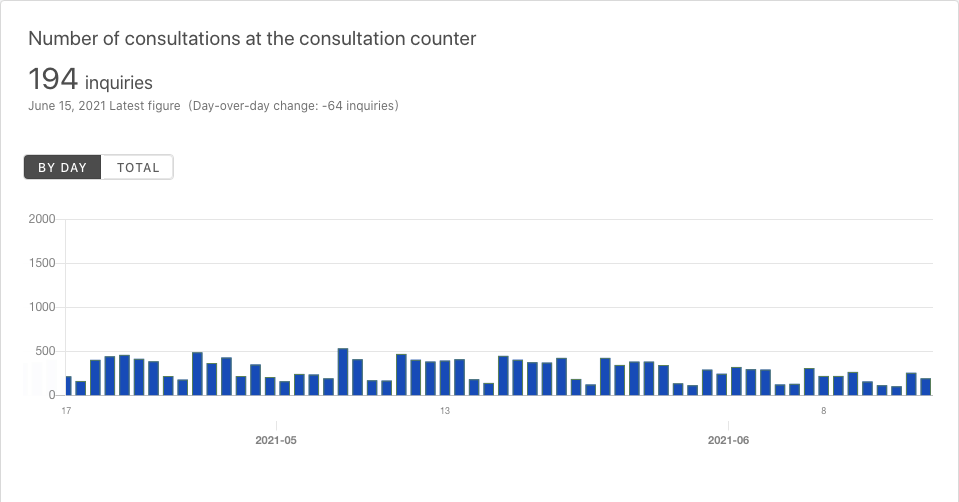 Number of consultations at the consultation counter
194 inquiries
June 15, 2021 Latest figure (Day-over-day change: -64 inquiries)
BY DAY TOTAL
2000
1500
1000
500
0
17 13 8
2021-05 2021-06